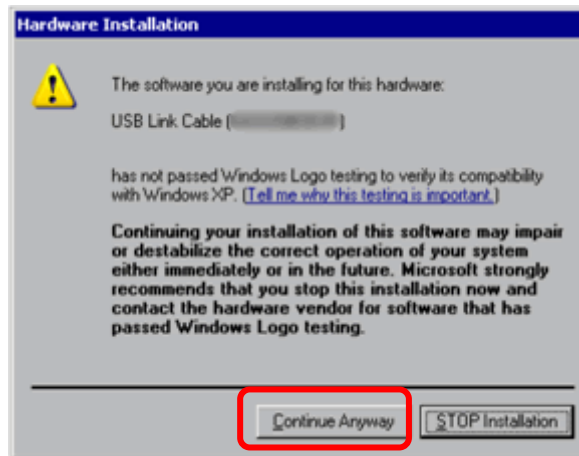 Hardware Installation
The software you are installing for this hardware:
USB Link Cable ( )
has not passed Windows Logo testing to verify its compatibility
with Windows XP. (Tell me why this testing is important.)
Continuing your installation of this software may impair
or destabilize the correct operation of your system
either immediately or in the future. Microsoft strongly
recommends that you stop this installation now and
contact the hardware vendor for software that has
passed Windows Logo testing.
Continue Anyway STOP Installation